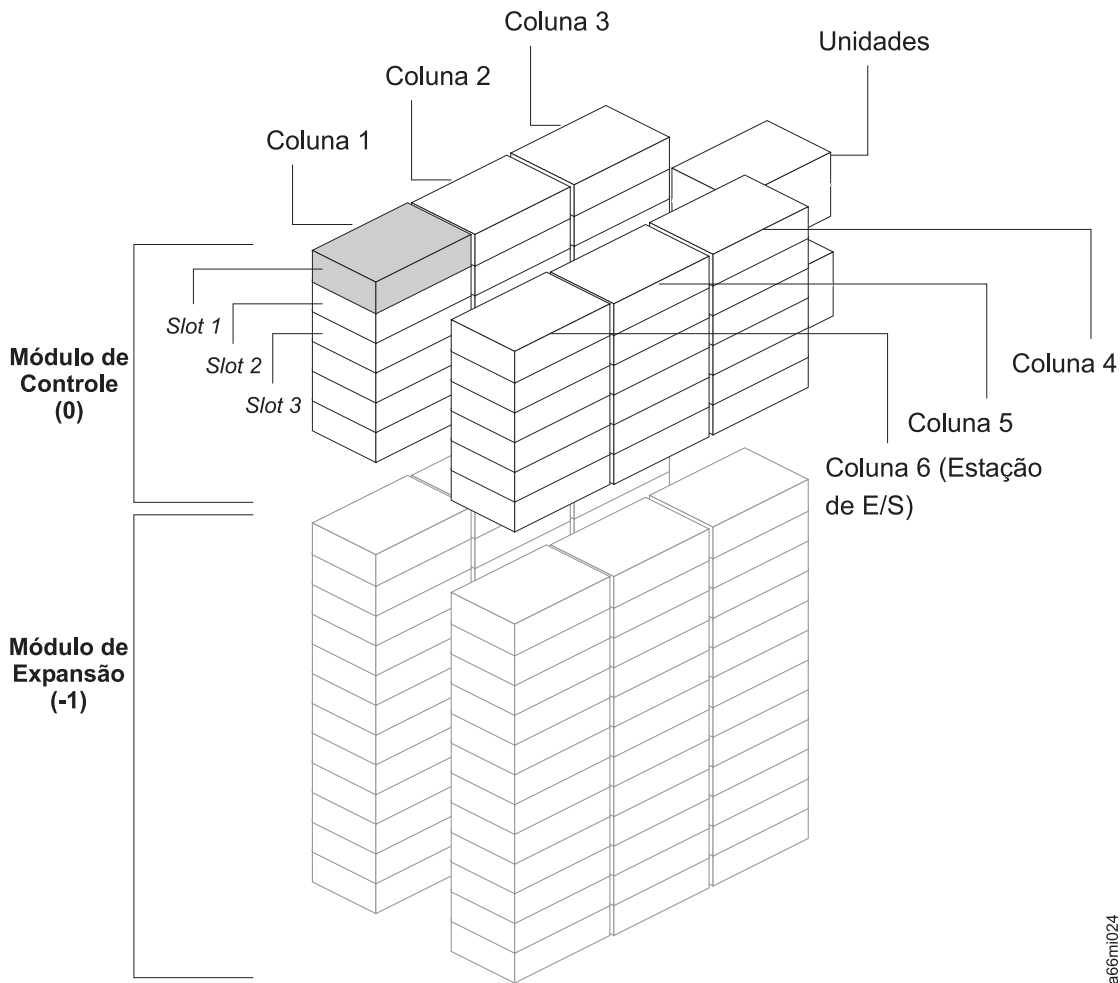 Coluna 3
Unidades
Coluna 2
Coluna 1
Slot 1
Slot 2
Slot 3
Módulo de
Controle
(0)
Coluna 4
Coluna 5
Coluna 6 (Estação
de E/S)
Módulo de
Expansão
(-1)
a66mi024